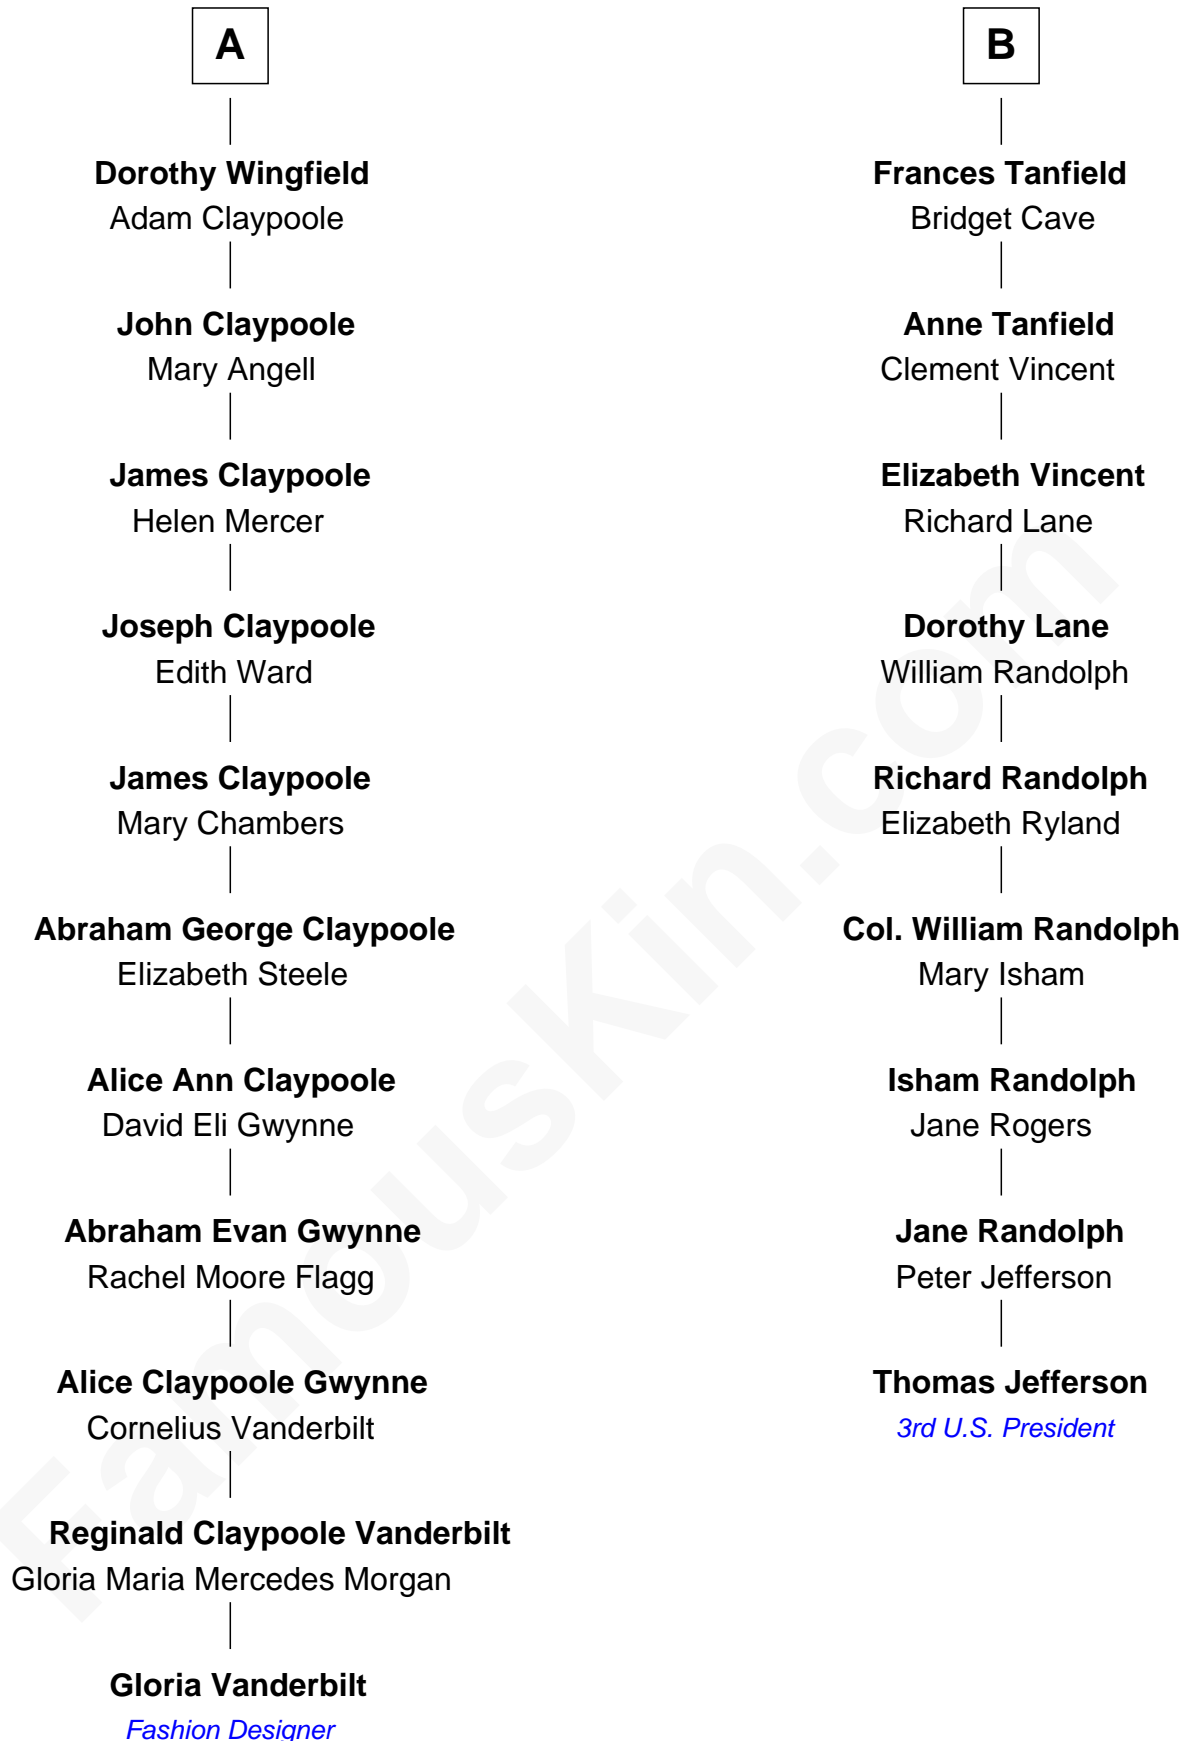 A
Dorothy Wingfield
Adam Claypoole
John Claypoole
Mary Angell
James Claypoole
Helen Mercer
Joseph Claypoole
Edith Ward
James Claypoole
Mary Chambers
Abraham George Claypoole
Elizabeth Steele
Alice Ann Claypoole
David Eli Gwynne
Abraham Evan Gwynne
Rachel Moore Flagg
Alice Claypoole Gwynne
Cornelius Vanderbilt
Reginald Claypoole Vanderbilt
Gloria Maria Mercedes Morgan
Gloria Vanderbilt
Fashion Designer
B
Frances Tanfield
Bridget Cave
Anne Tanfield
Clement Vincent
Elizabeth Vincent
Richard Lane
Dorothy Lane
William Randolph
Richard Randolph
Elizabeth Ryland
Col. William Randolph
Mary Isham
Isham Randolph
Jane Rogers
Jane Randolph
Peter Jefferson
Thomas Jefferson
3rd U.S. President
FamousKin.com